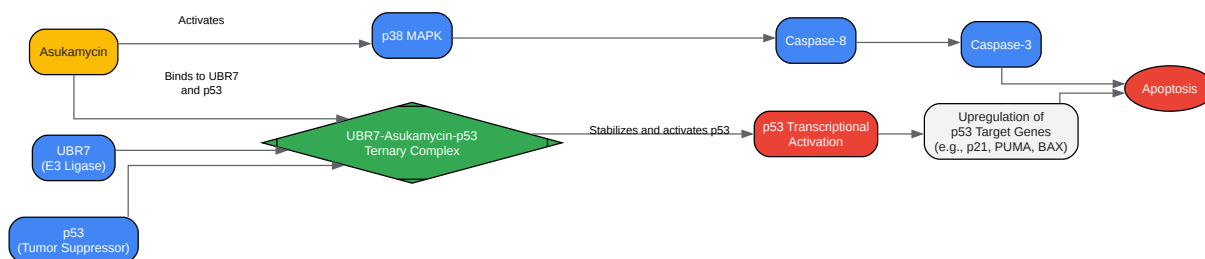 Activates
Asukamycin
p38 MAPK
Caspase-8
Caspase-3
Binds to UBR7
and p53
Apoptosis
UBR7
(E3 Ligase)
UBR7-Asukamycin-p53
Ternary Complex
Stabilizes and activates p53
p53 Transcriptional
Activation
Upregulation of
p53 Target Genes
(e.g., p21, PUMA, BAX)
p53
(Tumor Suppressor)